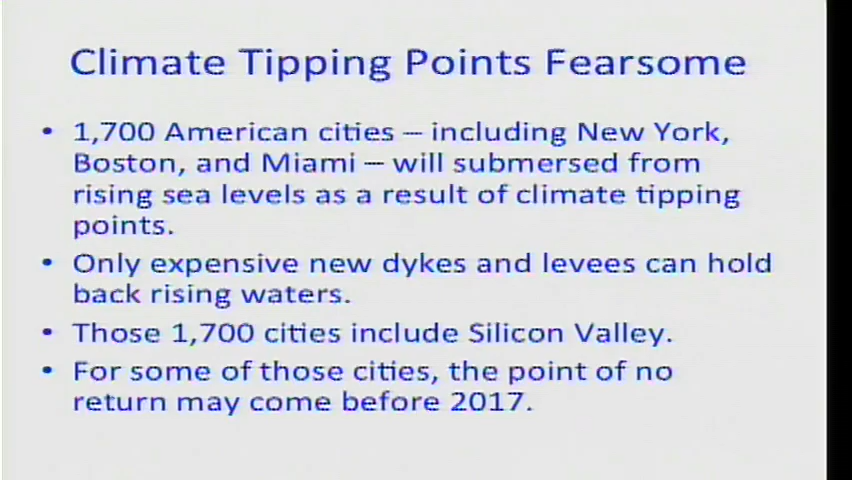 Climate Tipping Points Fearsome
• 1,700 American cities – including New York,
Boston, and Miami – will submersed from
rising sea levels as a result of climate tipping
points.
• Only expensive new dykes and levees can hold
back rising waters.
• Those 1,700 cities include Silicon Valley.
• For some of those cities, the point of no
return may come before 2017.